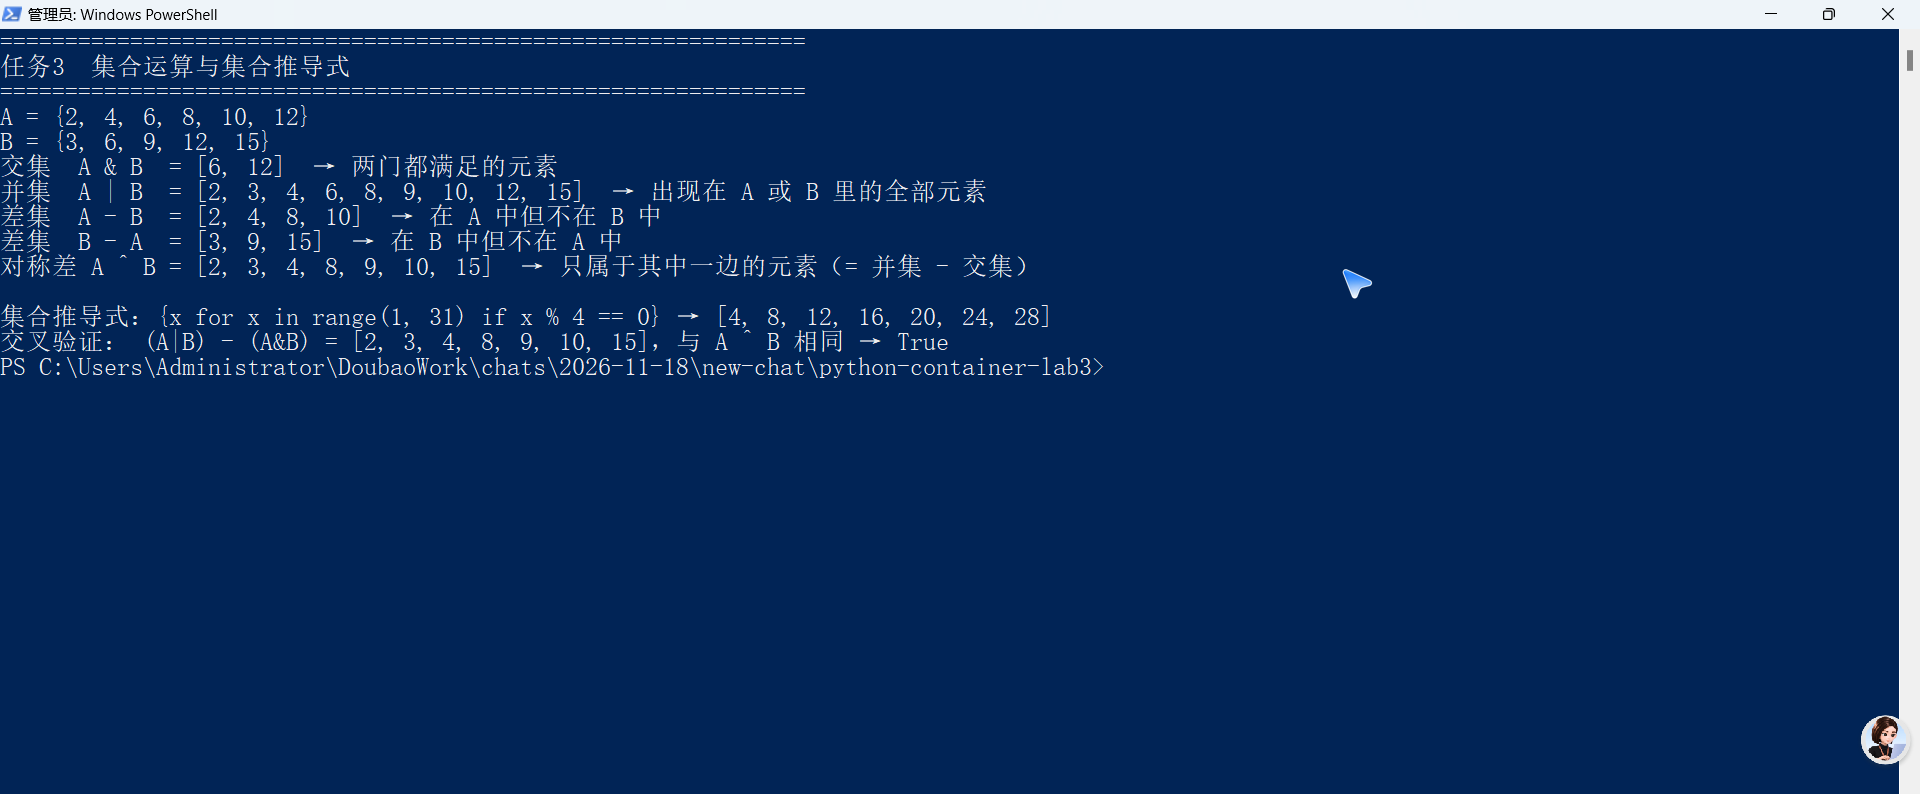 管理员: Windows PowerShell
==============================================================
任务3  集合运算与集合推导式
==============================================================
A = {2, 4, 6, 8, 10, 12}
B = {3, 6, 9, 12, 15}
交集  A & B  = [6, 12]  → 两门都满足的元素
并集  A | B  = [2, 3, 4, 6, 8, 9, 10, 12, 15]  → 出现在 A 或 B 里的全部元素
差集  A - B  = [2, 4, 8, 10]  → 在 A 中但不在 B 中
差集  B - A  = [3, 9, 15]  → 在 B 中但不在 A 中
对称差 A ^ B = [2, 3, 4, 8, 9, 10, 15]  → 只属于其中一边的元素（= 并集 - 交集）
集合推导式：{x for x in range(1, 31) if x % 4 == 0} → [4, 8, 12, 16, 20, 24, 28]
交叉验证： (A|B) - (A&B) = [2, 3, 4, 8, 9, 10, 15]，与 A ^ B 相同 → True
PS C:\Users\Administrator\DoubaoWork\chats\2026-11-18\new-chat\python-container-lab3>